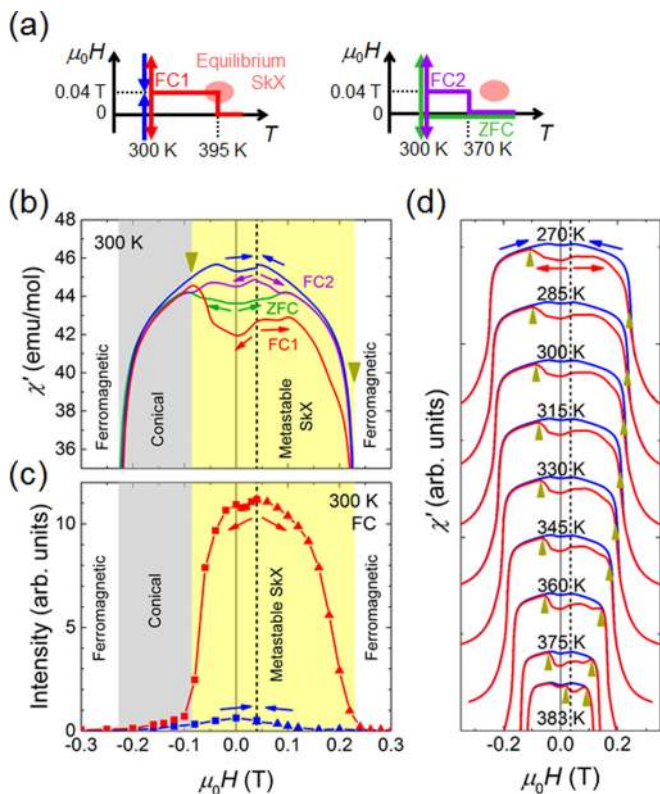 (a)
μ₀H
Equilibrium
SkX
FC1
0.04 T
0
T
300 K
395 K
μ₀H
FC2
0.04 T
0
ZFC
T
300 K
370 K
(b)
48
46
44
42
40
38
36
300 K
FC2
ZFC
FC1
Ferromagnetic
Conical
Metastable SkX
Ferromagnetic
χ′ (emu/mol)
(c)
10
5
0
300 K
FC
Ferromagnetic
Conical
Metastable SkX
Ferromagnetic
Intensity (arb. units)
-0.3 -0.2 -0.1 0.0 0.1 0.2 0.3
μ₀H (T)
(d)
270 K
285 K
300 K
315 K
330 K
345 K
360 K
375 K
383 K
χ′ (arb. units)
-0.2 0.0 0.2
μ₀H (T)